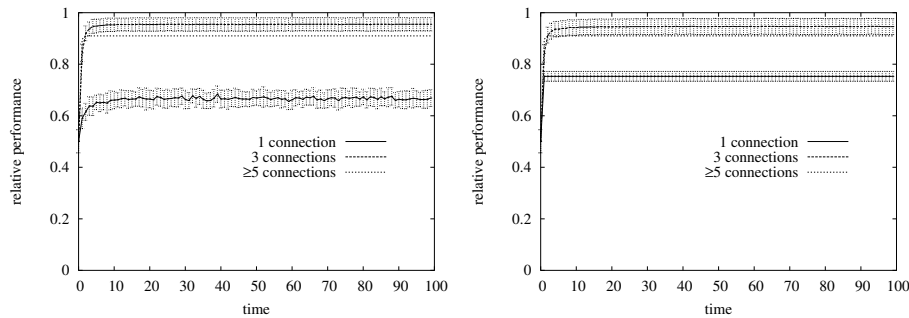 1
0.8
0.6
0.4
0.2
0
relative performance
1 connection
3 connections
≥5 connections
0 10 20 30 40 50 60 70 80 90 100
time
1
0.8
0.6
0.4
0.2
0
relative performance
1 connection
3 connections
≥5 connections
0 10 20 30 40 50 60 70 80 90 100
time